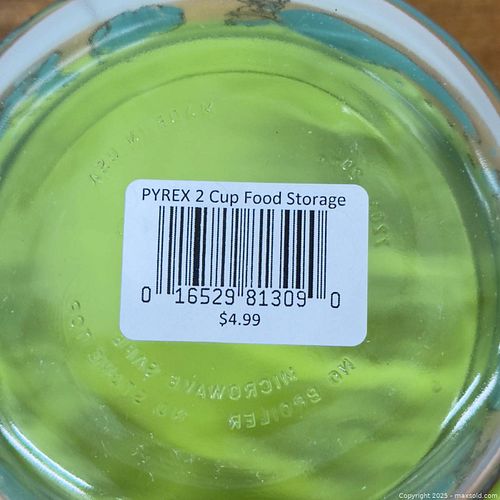 PYREX 2 Cup Food Storage
0 16529 81309 0
$4.99
MICROWAVE SAFE
NO BROILER
Copyright 2025 - maxsold.com